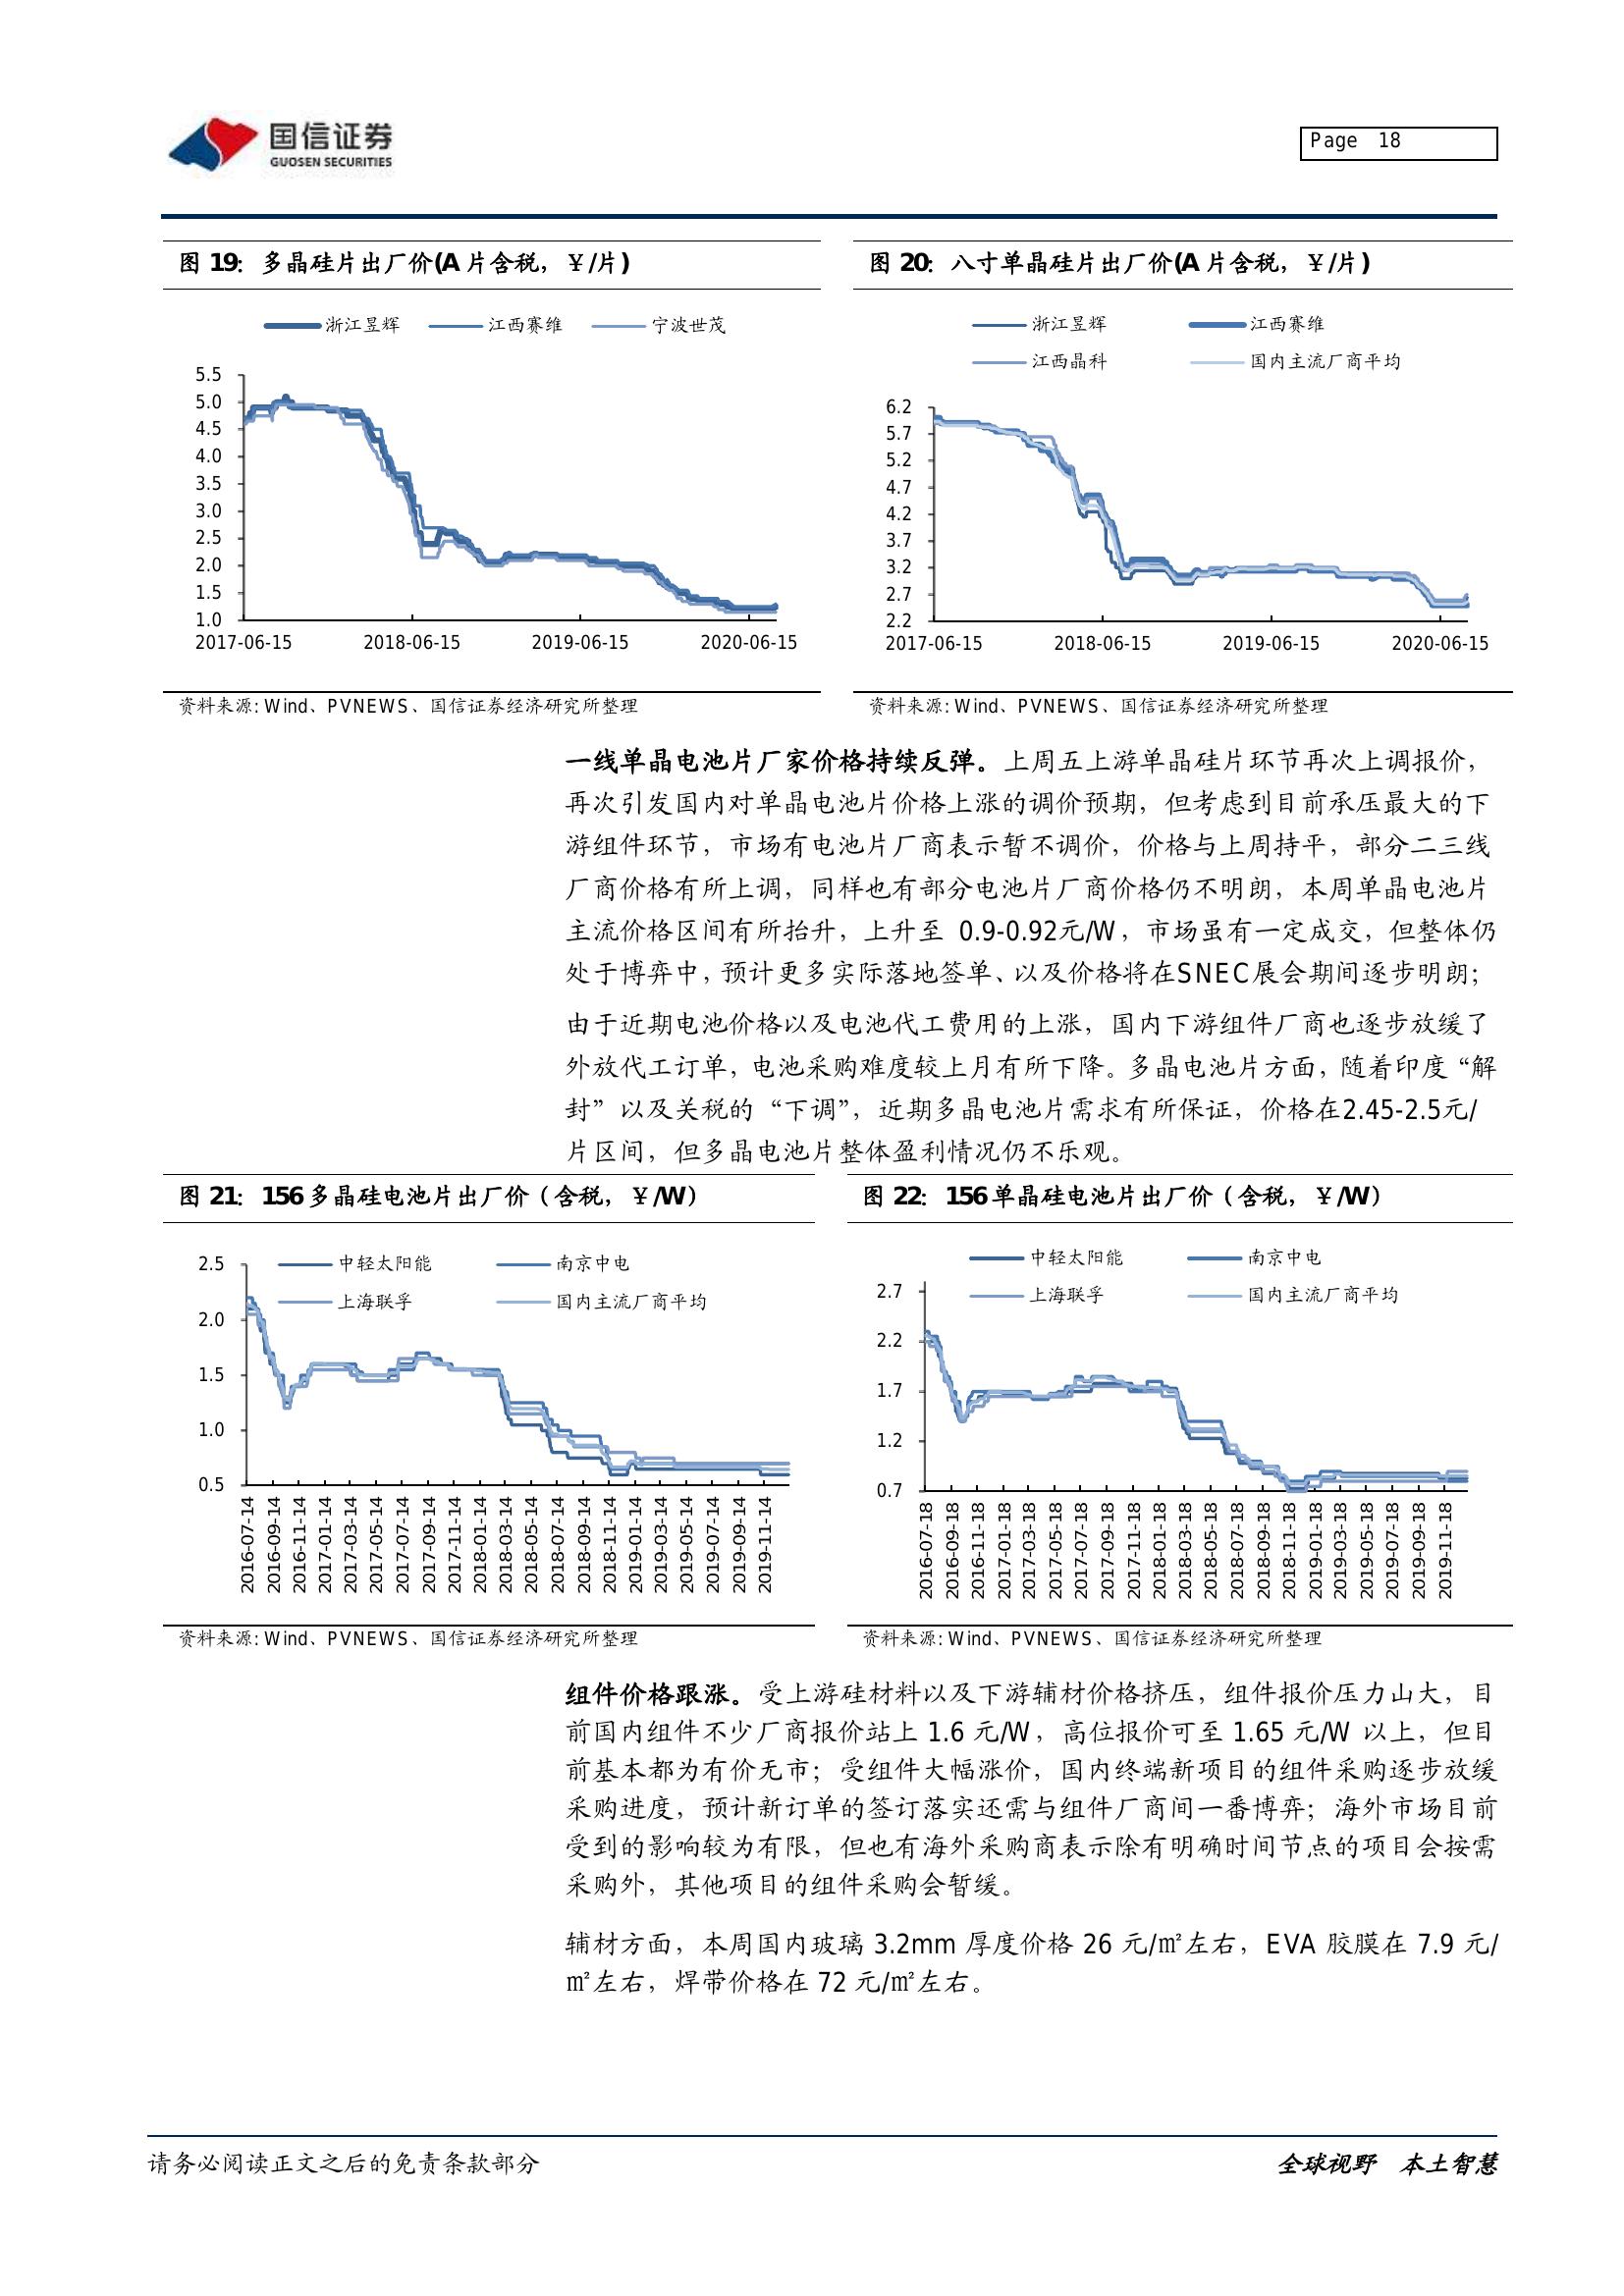 国信证券
GUOSEN SECURITIES
Page 18
图 19: 多晶硅片出厂价(A 片含税, ￥/片)
浙江昱辉 江西赛维 宁波世茂
5.5
5.0
4.5
4.0
3.5
3.0
2.5
2.0
1.5
1.0
2017-06-15 2018-06-15 2019-06-15 2020-06-15
资料来源: Wind、PVNEWS、国信证券经济研究所整理
图 20: 八寸单晶硅片出厂价(A 片含税, ￥/片)
浙江昱辉 江西赛维
江西晶科 国内主流厂商平均
6.2
5.7
5.2
4.7
4.2
3.7
3.2
2.7
2.2
2017-06-15 2018-06-15 2019-06-15 2020-06-15
资料来源: Wind、PVNEWS、国信证券经济研究所整理
一线单晶电池片厂家价格持续反弹。上周五上游单晶硅片环节再次上调报价，
再次引发国内对单晶电池片价格上涨的调价预期，但考虑到目前承压最大的下
游组件环节，市场有电池片厂商表示暂不调价，价格与上周持平，部分二三线
厂商价格有所上调，同样也有部分电池片厂商价格仍不明朗，本周单晶电池片
主流价格区间有所抬升，上升至 0.9-0.92元/W，市场虽有一定成交，但整体仍
处于博弈中，预计更多实际落地签单、以及价格将在SNEC展会期间逐步明朗；
由于近期电池价格以及电池代工费用的上涨，国内下游组件厂商也逐步放缓了
外放代工订单，电池采购难度较上月有所下降。多晶电池片方面，随着印度“解
封”以及关税的“下调”，近期多晶电池片需求有所保证，价格在2.45-2.5元/
片区间，但多晶电池片整体盈利情况仍不乐观。
图 21: 156 多晶硅电池片出厂价（含税, ￥/W）
中轻太阳能 南京中电
上海联孚 国内主流厂商平均
2.5
2.0
1.5
1.0
0.5
2016-07-14 2016-09-14 2016-11-14 2017-01-14 2017-03-14 2017-05-14 2017-07-14 2017-09-14 2017-11-14 2018-01-14 2018-03-14 2018-05-14 2018-07-14 2018-09-14 2018-11-14 2019-01-14 2019-03-14 2019-05-14 2019-07-14 2019-09-14 2019-11-14
资料来源: Wind、PVNEWS、国信证券经济研究所整理
图 22: 156 单晶硅电池片出厂价（含税, ￥/W）
中轻太阳能 南京中电
上海联孚 国内主流厂商平均
2.7
2.2
1.7
1.2
0.7
2016-07-18 2016-09-18 2016-11-18 2017-01-18 2017-03-18 2017-05-18 2017-07-18 2017-09-18 2017-11-18 2018-01-18 2018-03-18 2018-05-18 2018-07-18 2018-09-18 2018-11-18 2019-01-18 2019-03-18 2019-05-18 2019-07-18 2019-09-18 2019-11-18
资料来源: Wind、PVNEWS、国信证券经济研究所整理
组件价格跟涨。受上游硅材料以及下游辅材价格挤压，组件报价压力山大，目
前国内组件不少厂商报价站上 1.6 元/W，高位报价可至 1.65 元/W 以上，但目
前基本都为有价无市；受组件大幅涨价，国内终端新项目的组件采购逐步放缓
采购进度，预计新订单的签订落实还需与组件厂商间一番博弈；海外市场目前
受到的影响较为有限，但也有海外采购商表示除有明确时间节点的项目会按需
采购外，其他项目的组件采购会暂缓。
辅材方面，本周国内玻璃 3.2mm 厚度价格 26 元/㎡左右，EVA 胶膜在 7.9 元/
㎡左右，焊带价格在 72 元/㎡左右。
请务必阅读正文之后的免责条款部分
全球视野 本土智慧